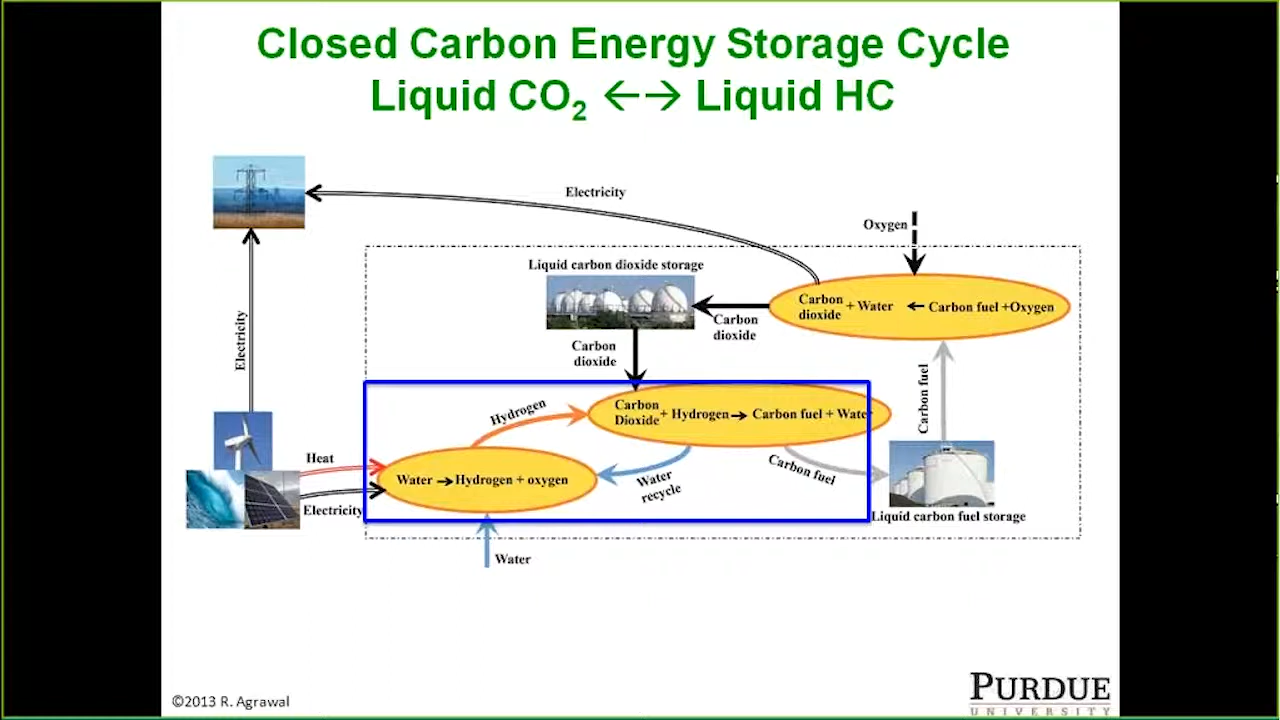 Closed Carbon Energy Storage Cycle
Liquid CO₂ ←→ Liquid HC
Electricity
Oxygen
Liquid carbon dioxide storage
Carbon
dioxide + Water ← Carbon fuel +Oxygen
Carbon
dioxide
Electricity
Carbon
dioxide
Carbon fuel
Hydrogen
Carbon
Dioxide + Hydrogen → Carbon fuel + Water
Heat
Water → Hydrogen + oxygen
Water
recycle
Carbon fuel
Electricity
Liquid carbon fuel storage
Water
©2013 R. Agrawal
PURDUE
UNIVERSITY